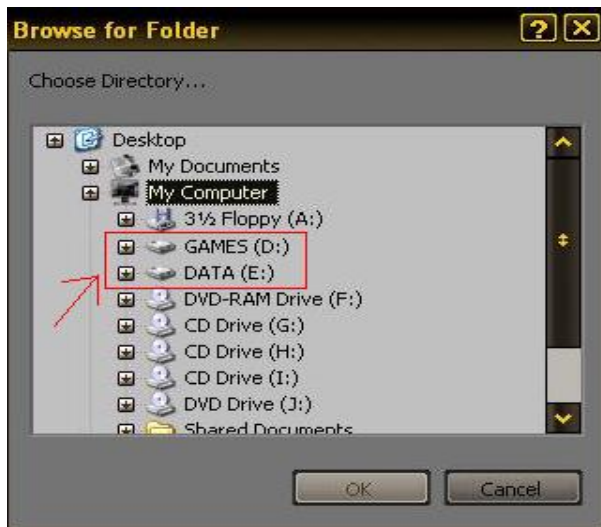 Browse for Folder
Choose Directory...
Desktop
My Documents
My Computer
3½ Floppy (A:)
GAMES (D:)
DATA (E:)
DVD-RAM Drive (F:)
CD Drive (G:)
CD Drive (H:)
CD Drive (I:)
DVD Drive (J:)
Shared Documents
OK Cancel